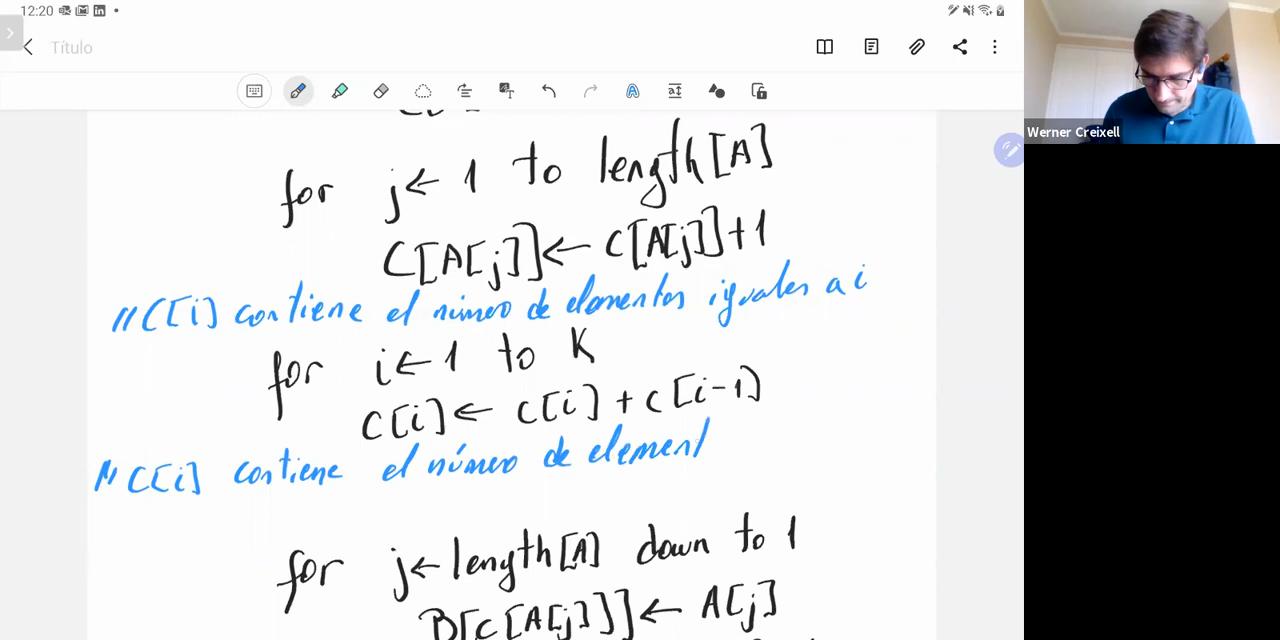 12:20
Título
Werner Creixell
for j ← 1 to length[A]
C[A[j]] ← C[A[j]] + 1
// C[i] contiene el número de elementos iguales a i
for i ← 1 to K
C[i] ← C[i] + C[i-1]
// C[i] contiene el número de element
for j ← length[A] down to 1
B[C[A[j]]] ← A[j]